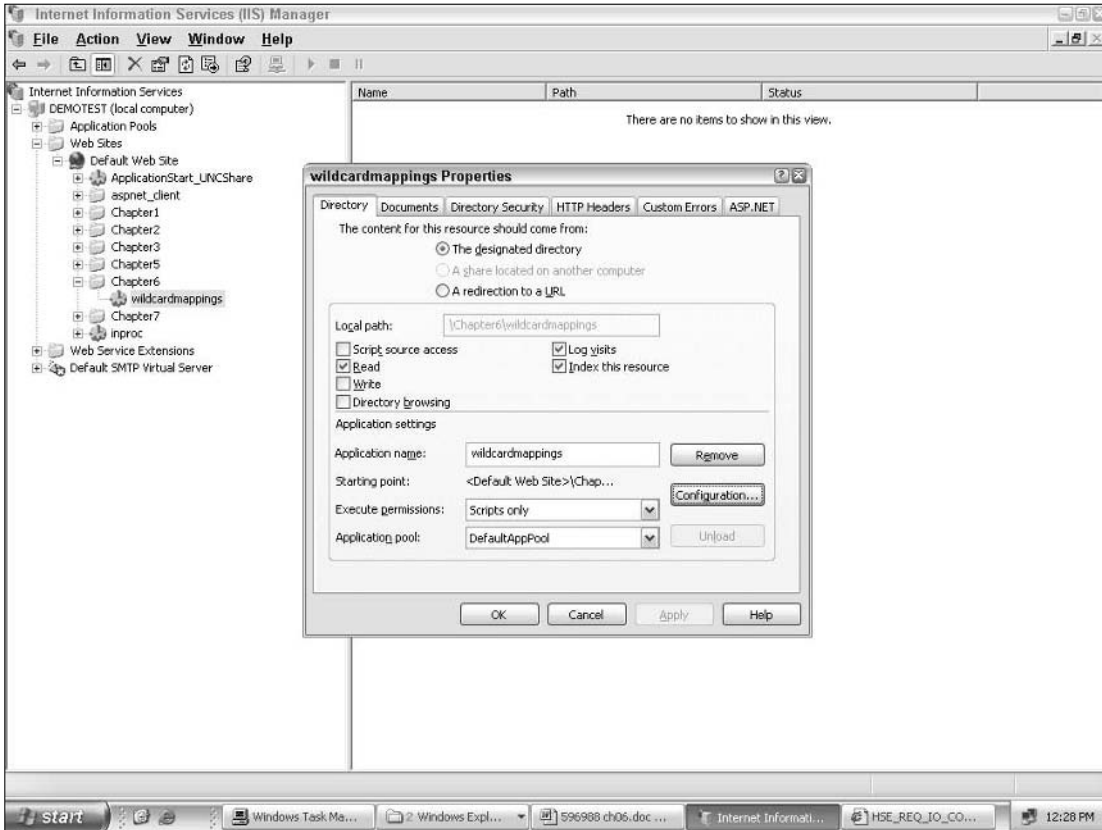 Internet Information Services (IIS) Manager
File Action View Window Help
Internet Information Services
DEMOTEST (local computer)
Application Pools
Web Sites
Default Web Site
ApplicationStart_UNCShare
aspnet_client
Chapter1
Chapter2
Chapter3
Chapter5
Chapter6
wildcardmappings
Chapter7
inproc
Web Service Extensions
Default SMTP Virtual Server
Name Path Status
There are no items to show in this view.
wildcardmappings Properties
Directory Documents Directory Security HTTP Headers Custom Errors ASP.NET
The content for this resource should come from:
The designated directory
A share located on another computer
A redirection to a URL
Local path: \Chapter6\wildcardmappings
Script source access Log visits
Read Index this resource
Write
Directory browsing
Application settings
Application name: wildcardmappings Remove
Starting point: <Default Web Site>\Chap...
Configuration...
Execute permissions: Scripts only
Application pool: DefaultAppPool Unload
OK Cancel Apply Help
start Windows Task Ma... 2 Windows Expl... 596988 ch06.doc ... Internet Informati... HSE_REQ_IO_CO... 12:28 PM